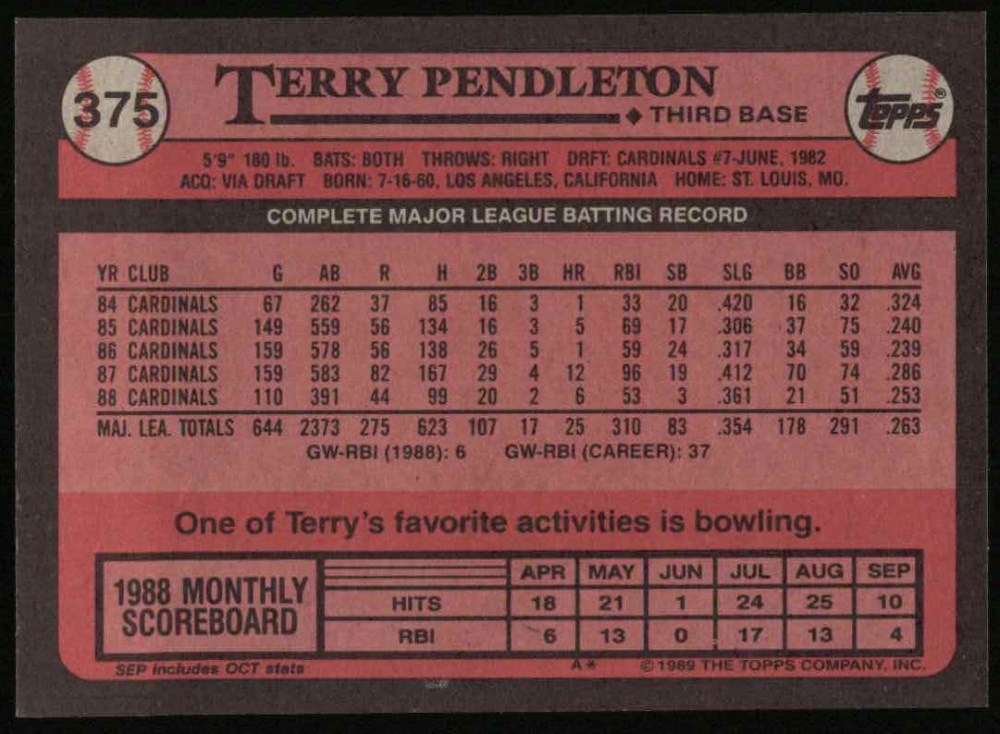 375
TERRY PENDLETON
◆ THIRD BASE
topps®
5'9" 180 lb. BATS: BOTH THROWS: RIGHT DRFT: CARDINALS #7-JUNE, 1982
ACQ: VIA DRAFT BORN: 7-16-60, LOS ANGELES, CALIFORNIA HOME: ST. LOUIS, MO.
COMPLETE MAJOR LEAGUE BATTING RECORD
YR CLUB G AB R H 2B 3B HR RBI SB SLG BB SO AVG
84 CARDINALS 67 262 37 85 16 3 1 33 20 .420 16 32 .324
85 CARDINALS 149 559 56 134 16 3 5 69 17 .306 37 75 .240
86 CARDINALS 159 578 56 138 26 5 1 59 24 .317 34 59 .239
87 CARDINALS 159 583 82 167 29 4 12 96 19 .412 70 74 .286
88 CARDINALS 110 391 44 99 20 2 6 53 3 .361 21 51 .253
MAJ. LEA. TOTALS 644 2373 275 623 107 17 25 310 83 .354 178 291 .263
GW-RBI (1988): 6 GW-RBI (CAREER): 37
One of Terry's favorite activities is bowling.
1988 MONTHLY
SCOREBOARD
APR MAY JUN JUL AUG SEP
HITS 18 21 1 24 25 10
RBI 6 13 0 17 13 4
SEP includes OCT stats
A* © 1989 THE TOPPS COMPANY, INC.